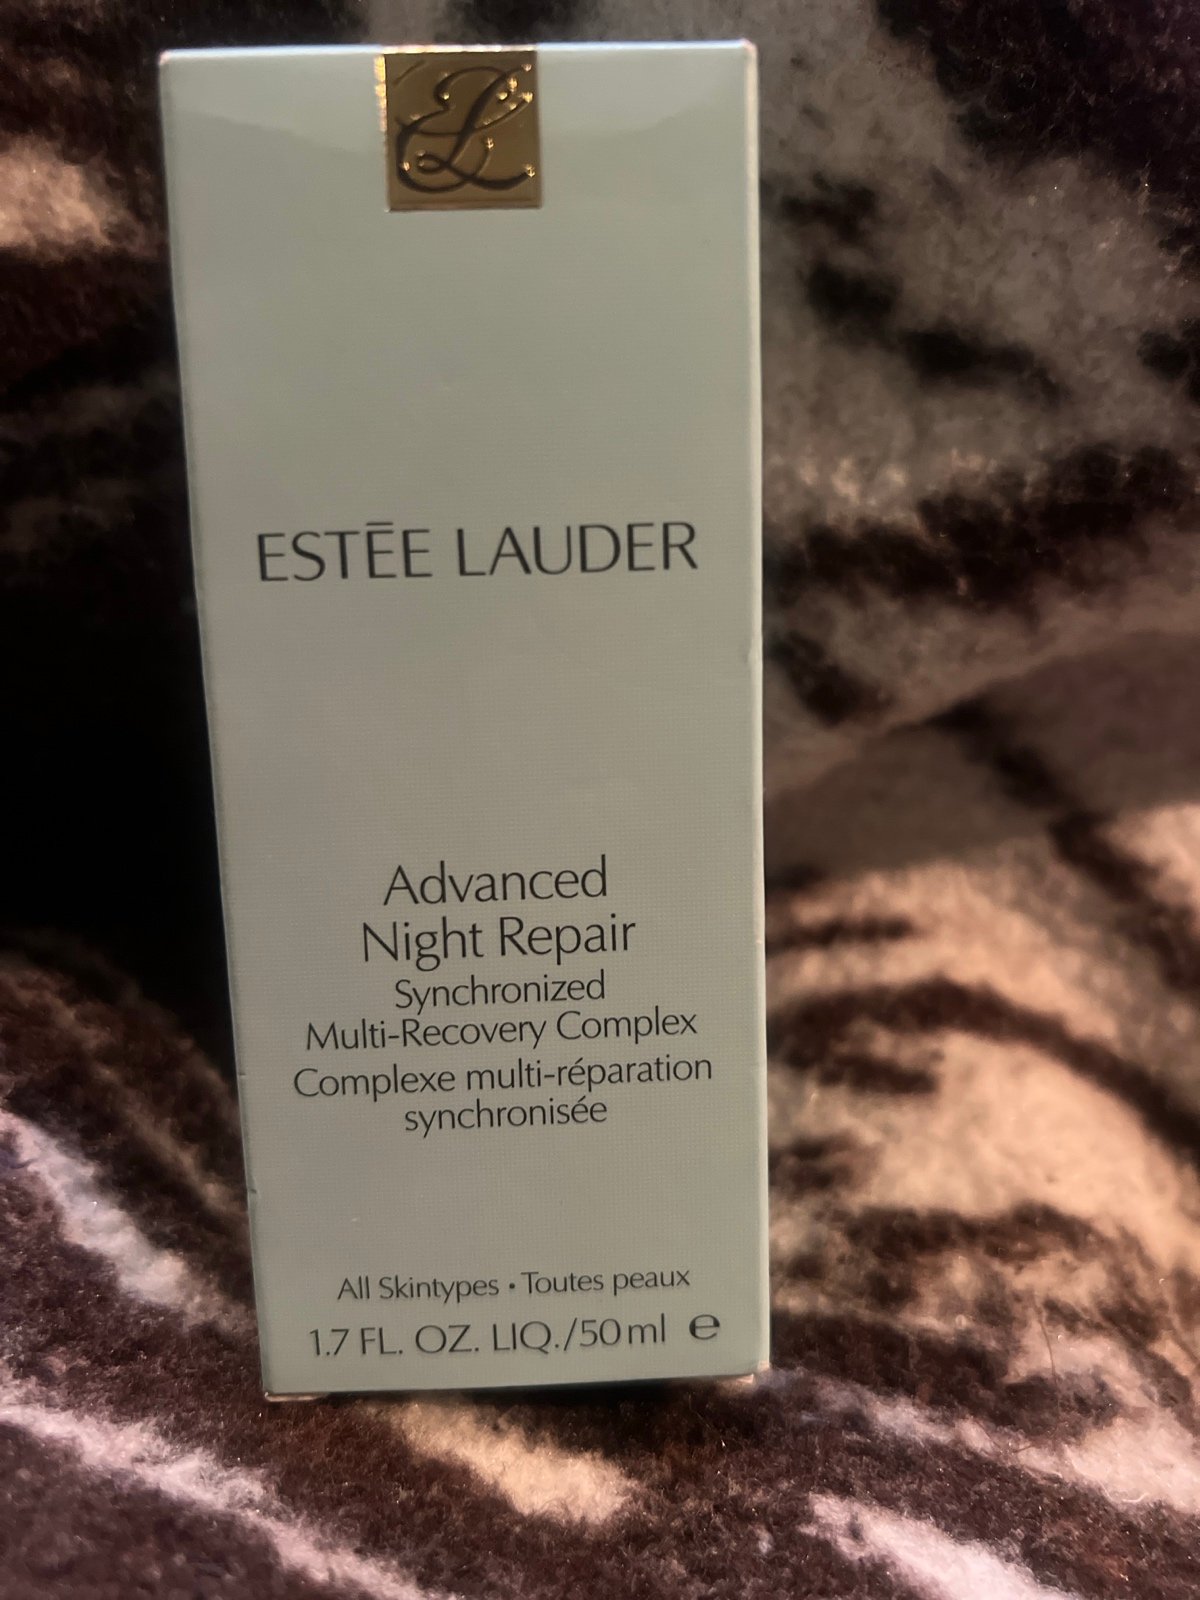 EL
ESTĒE LAUDER
Advanced
Night Repair
Synchronized
Multi-Recovery Complex
Complexe multi-réparation
synchronisée
All Skintypes • Toutes peaux
1.7 FL. OZ. LIQ./50ml ℮